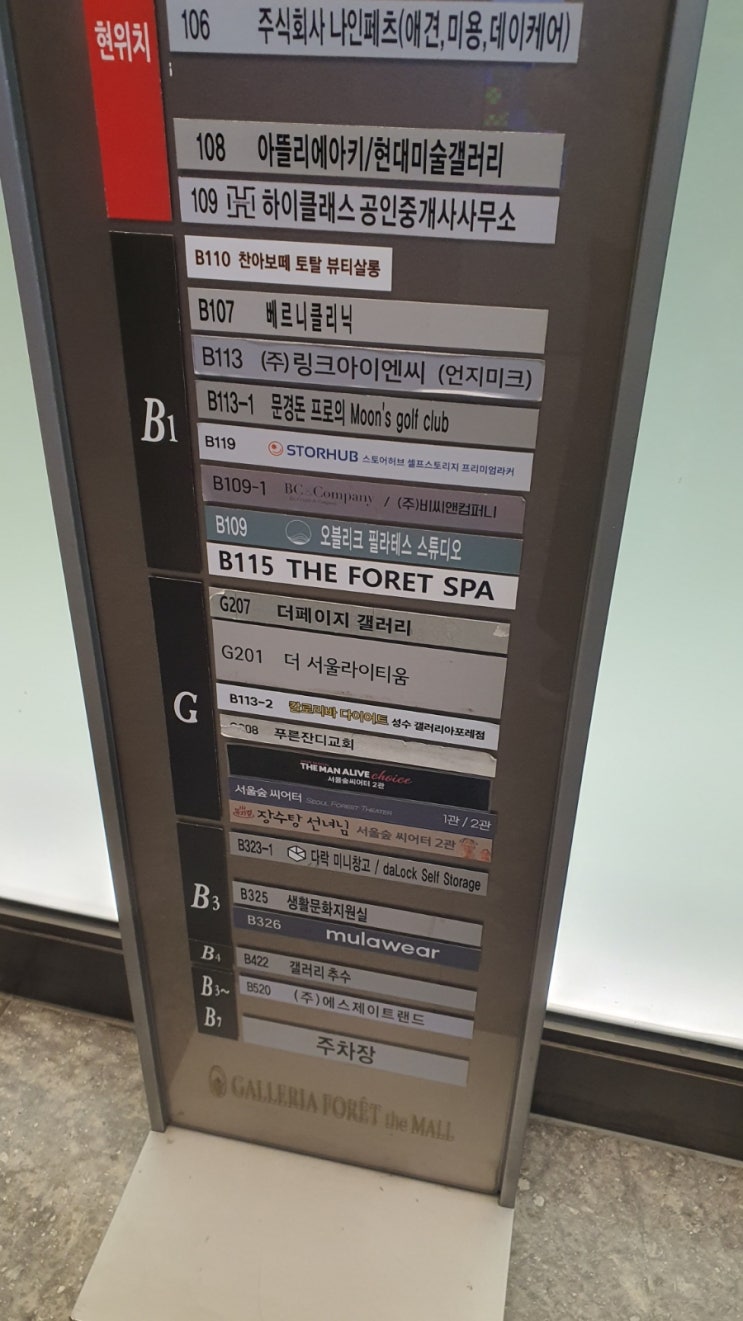 현위치
106 주식회사 나인페츠(애견,미용,데이케어)
108 아뜰리에아키/현대미술갤러리
109 하이클래스 공인중개사사무소
B1
B110 찬아보떼 토탈 뷰티살롱
B107 베르니클리닉
B113 (주)링크아이엔씨 (언지미크)
B113-1 문경돈 프로의 Moon's golf club
B119 STORHUB 스토어허브 셀프스토리지 프리미엄라커
B109-1 BC&Company / (주)비씨앤컴퍼니
B109 오블리크 필라테스 스튜디오
B115 THE FORET SPA
G
G207 더페이지 갤러리
G201 더 서울라이티움
B113-2 칼로리바 다이어트 성수 갤러리아포레점
푸른잔디교회
THE MAN ALIVE choice
서울숲씨어터 2관
서울숲 씨어터 SEOUL FOREST THEATER 1관 / 2관
장수탕 선녀님 서울숲 씨어터 2관
B3
B323-1 다락 미니창고 / daLock Self Storage
B325 생활문화지원실
B326 mulawear
B4
B422 갤러리 추수
B3~
B7
B520 (주)에스제이트랜드
주차장
GALLERIA FORÊT the MALL